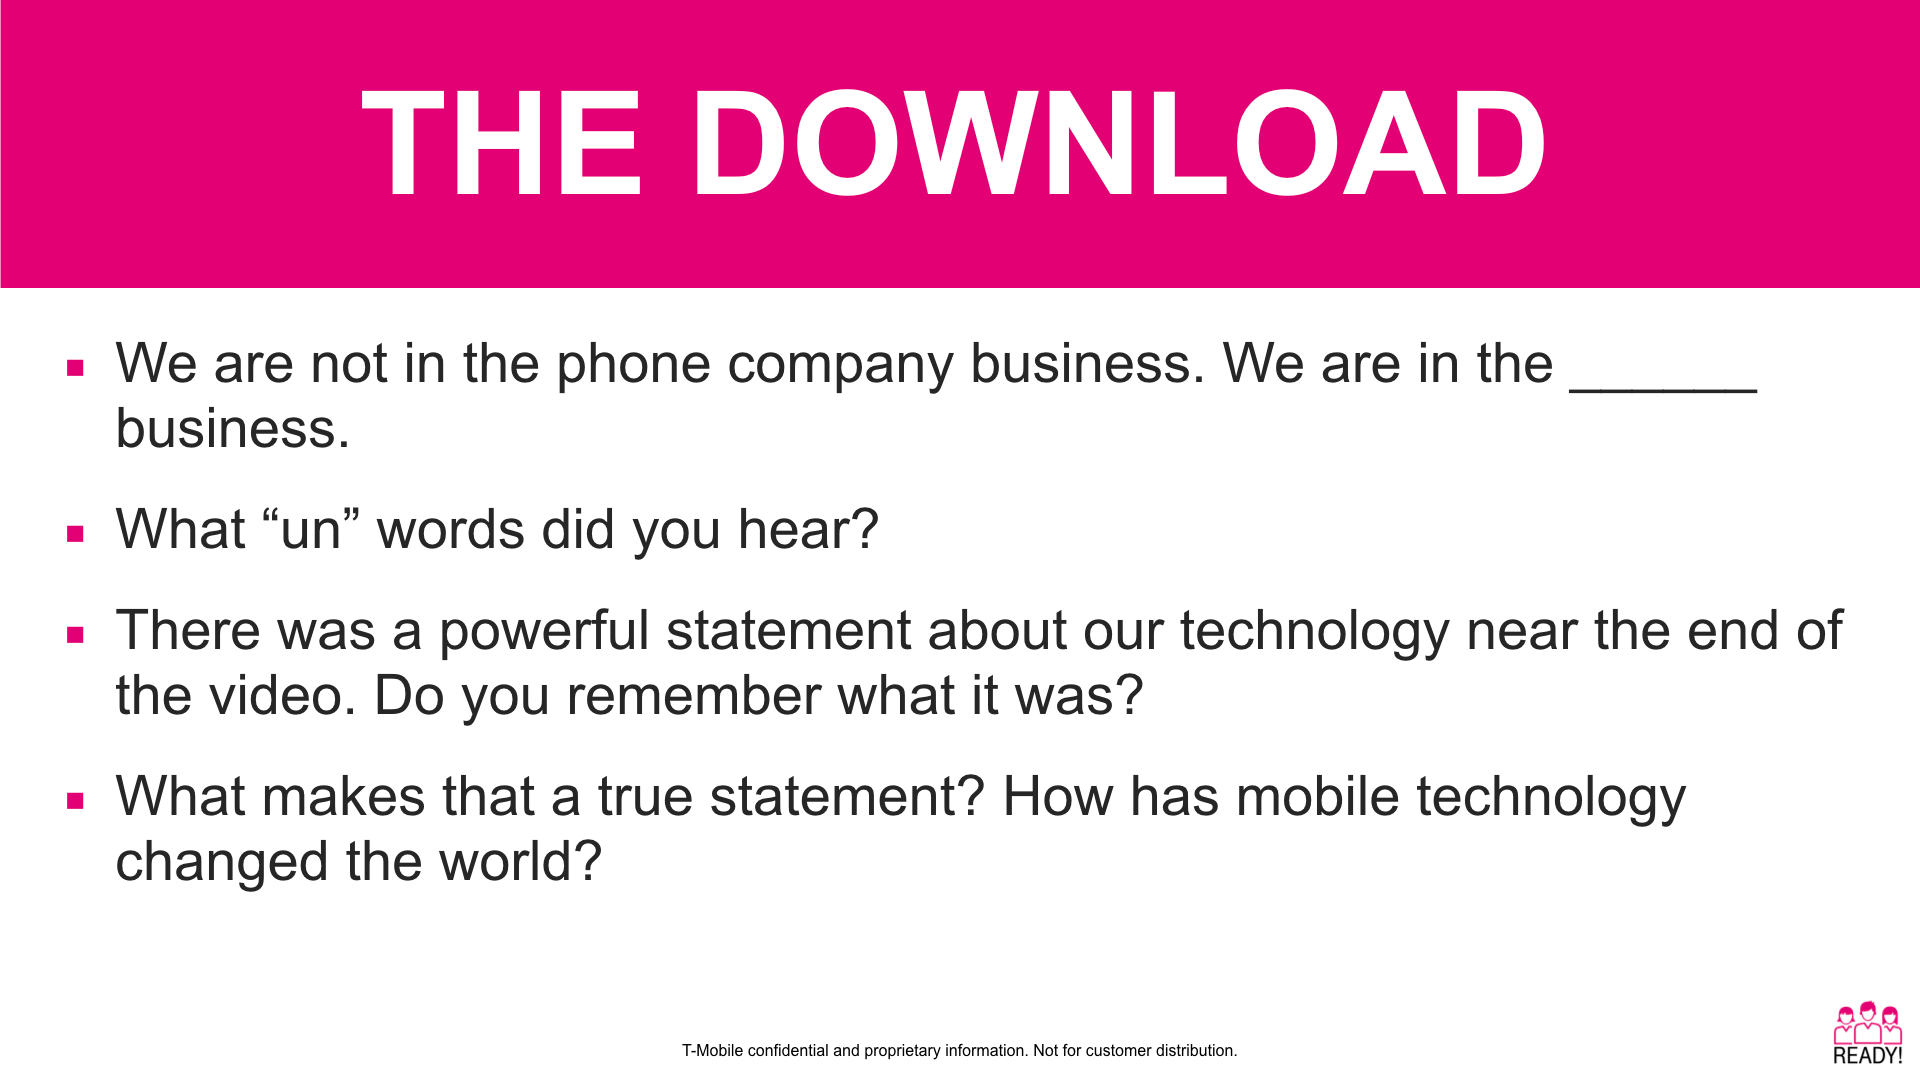 THE DOWNLOAD
We are not in the phone company business. We are in the ______
business.
What “un” words did you hear?
There was a powerful statement about our technology near the end of
the video. Do you remember what it was?
What makes that a true statement? How has mobile technology
changed the world?
T-Mobile confidential and proprietary information. Not for customer distribution.
READY!